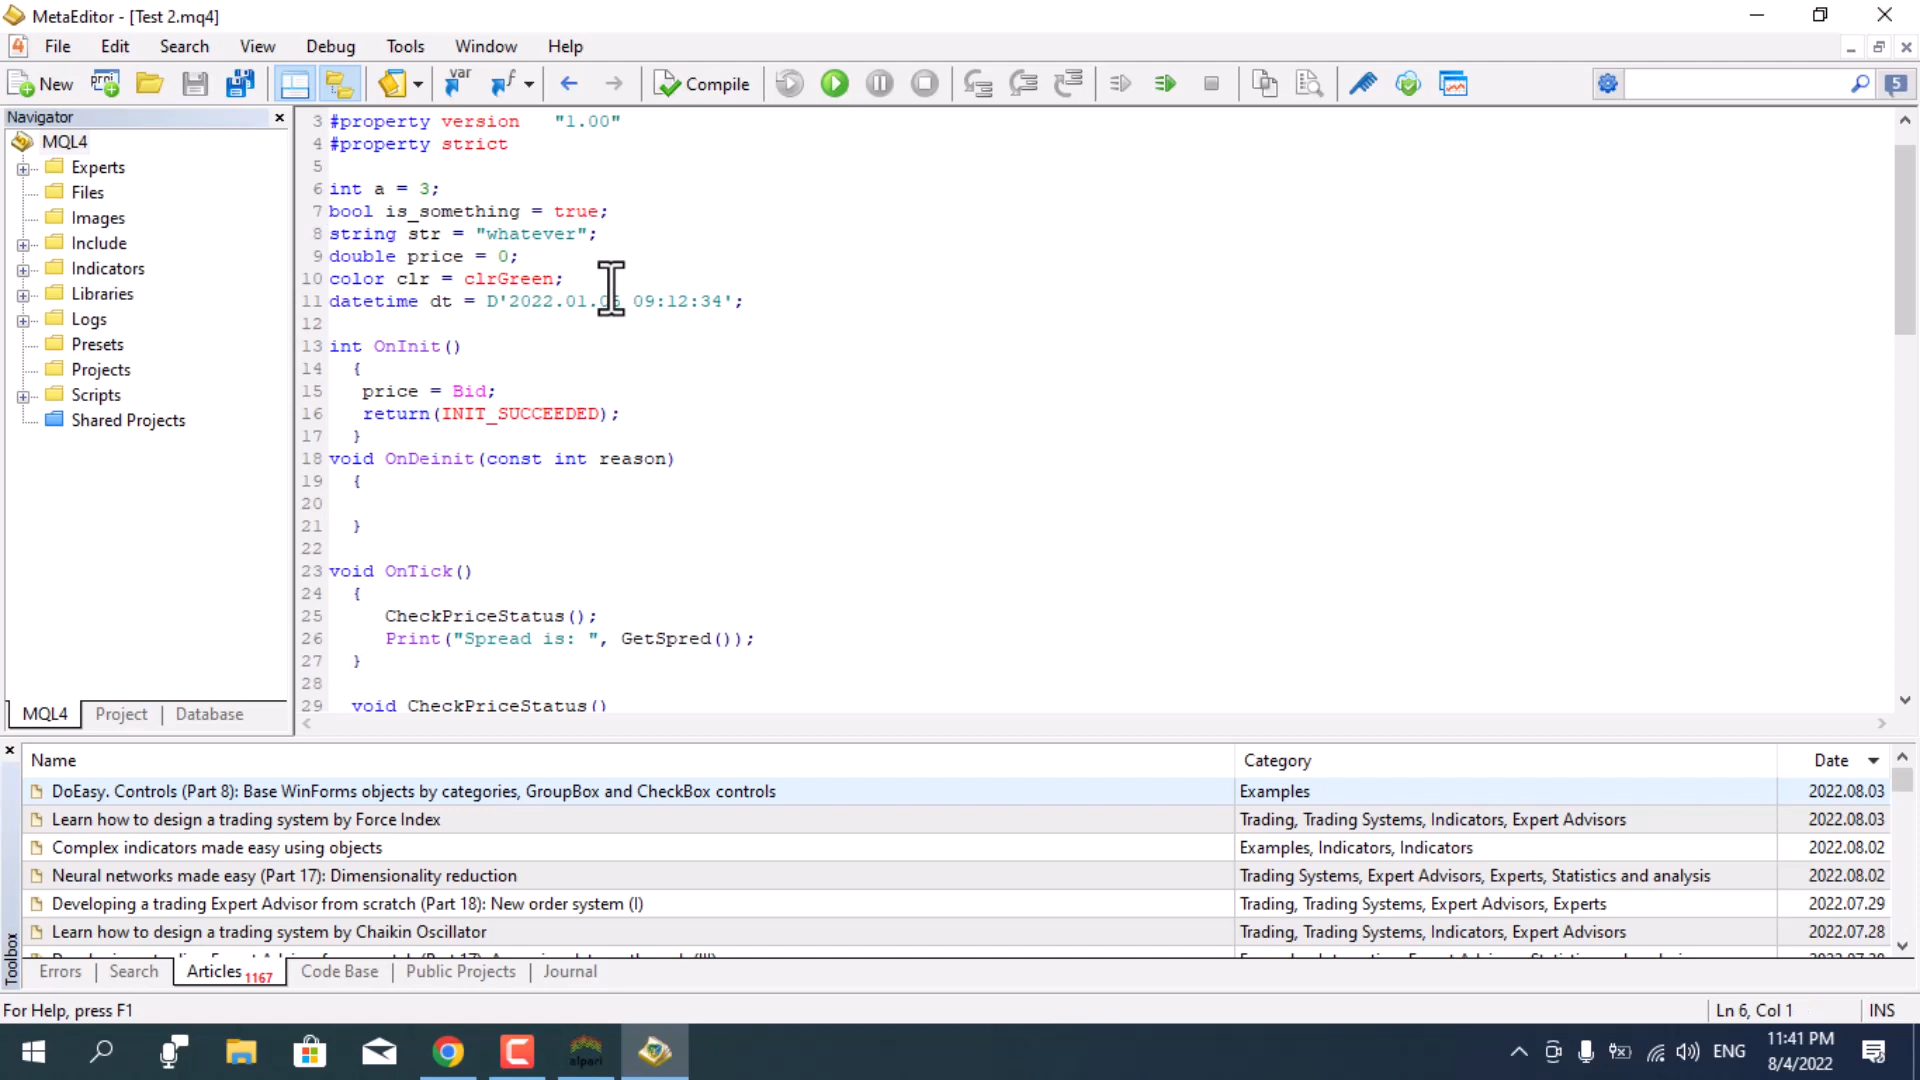 MetaEditor - [Test 2.mq4]
File Edit Search View Debug Tools Window Help
New Compile 5
Navigator
MQL4
Experts
Files
Images
Include
Indicators
Libraries
Logs
Presets
Projects
Scripts
Shared Projects
MQL4 Project Database
3 #property version "1.00"
4 #property strict
5
6 int a = 3;
7 bool is_something = true;
8 string str = "whatever";
9 double price = 0;
10 color clr = clrGreen;
11 datetime dt = D'2022.01. 09:12:34';
12
13 int OnInit()
14 {
15 price = Bid;
16 return(INIT_SUCCEEDED);
17 }
18 void OnDeinit(const int reason)
19 {
20
21 }
22
23 void OnTick()
24 {
25 CheckPriceStatus();
26 Print("Spread is: ", GetSpred());
27 }
28
29 void CheckPriceStatus()
Name Category Date
DoEasy. Controls (Part 8): Base WinForms objects by categories, GroupBox and CheckBox controls Examples 2022.08.03
Learn how to design a trading system by Force Index Trading, Trading Systems, Indicators, Expert Advisors 2022.08.03
Complex indicators made easy using objects Examples, Indicators, Indicators 2022.08.02
Neural networks made easy (Part 17): Dimensionality reduction Trading Systems, Expert Advisors, Experts, Statistics and analysis 2022.08.02
Developing a trading Expert Advisor from scratch (Part 18): New order system (I) Trading, Trading Systems, Expert Advisors, Experts 2022.07.29
Learn how to design a trading system by Chaikin Oscillator Trading, Trading Systems, Indicators, Expert Advisors 2022.07.28
Toolbox
Errors Search Articles 1167 Code Base Public Projects Journal
For Help, press F1 Ln 6, Col 1 INS
alpari
ENG 11:41 PM
8/4/2022